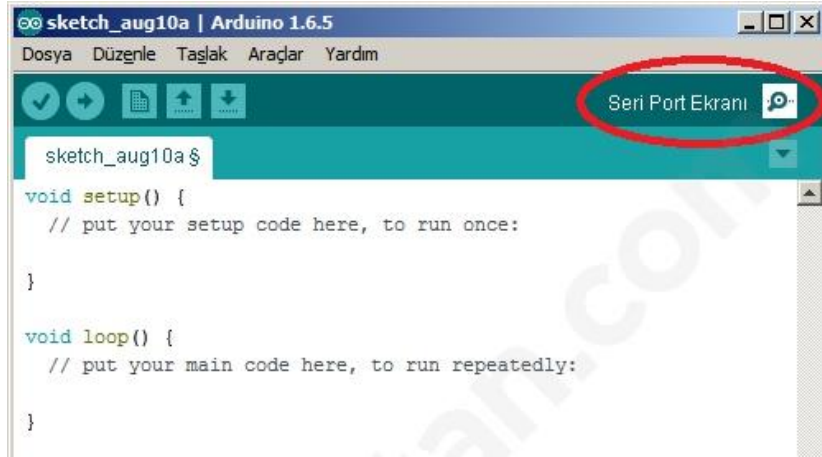 sketch_aug10a | Arduino 1.6.5
Dosya Düzenle Taşlak Araçlar Yardım
Seri Port Ekranı
sketch_aug10a §
void setup() {
  // put your setup code here, to run once:
}
void loop() {
  // put your main code here, to run repeatedly:
}